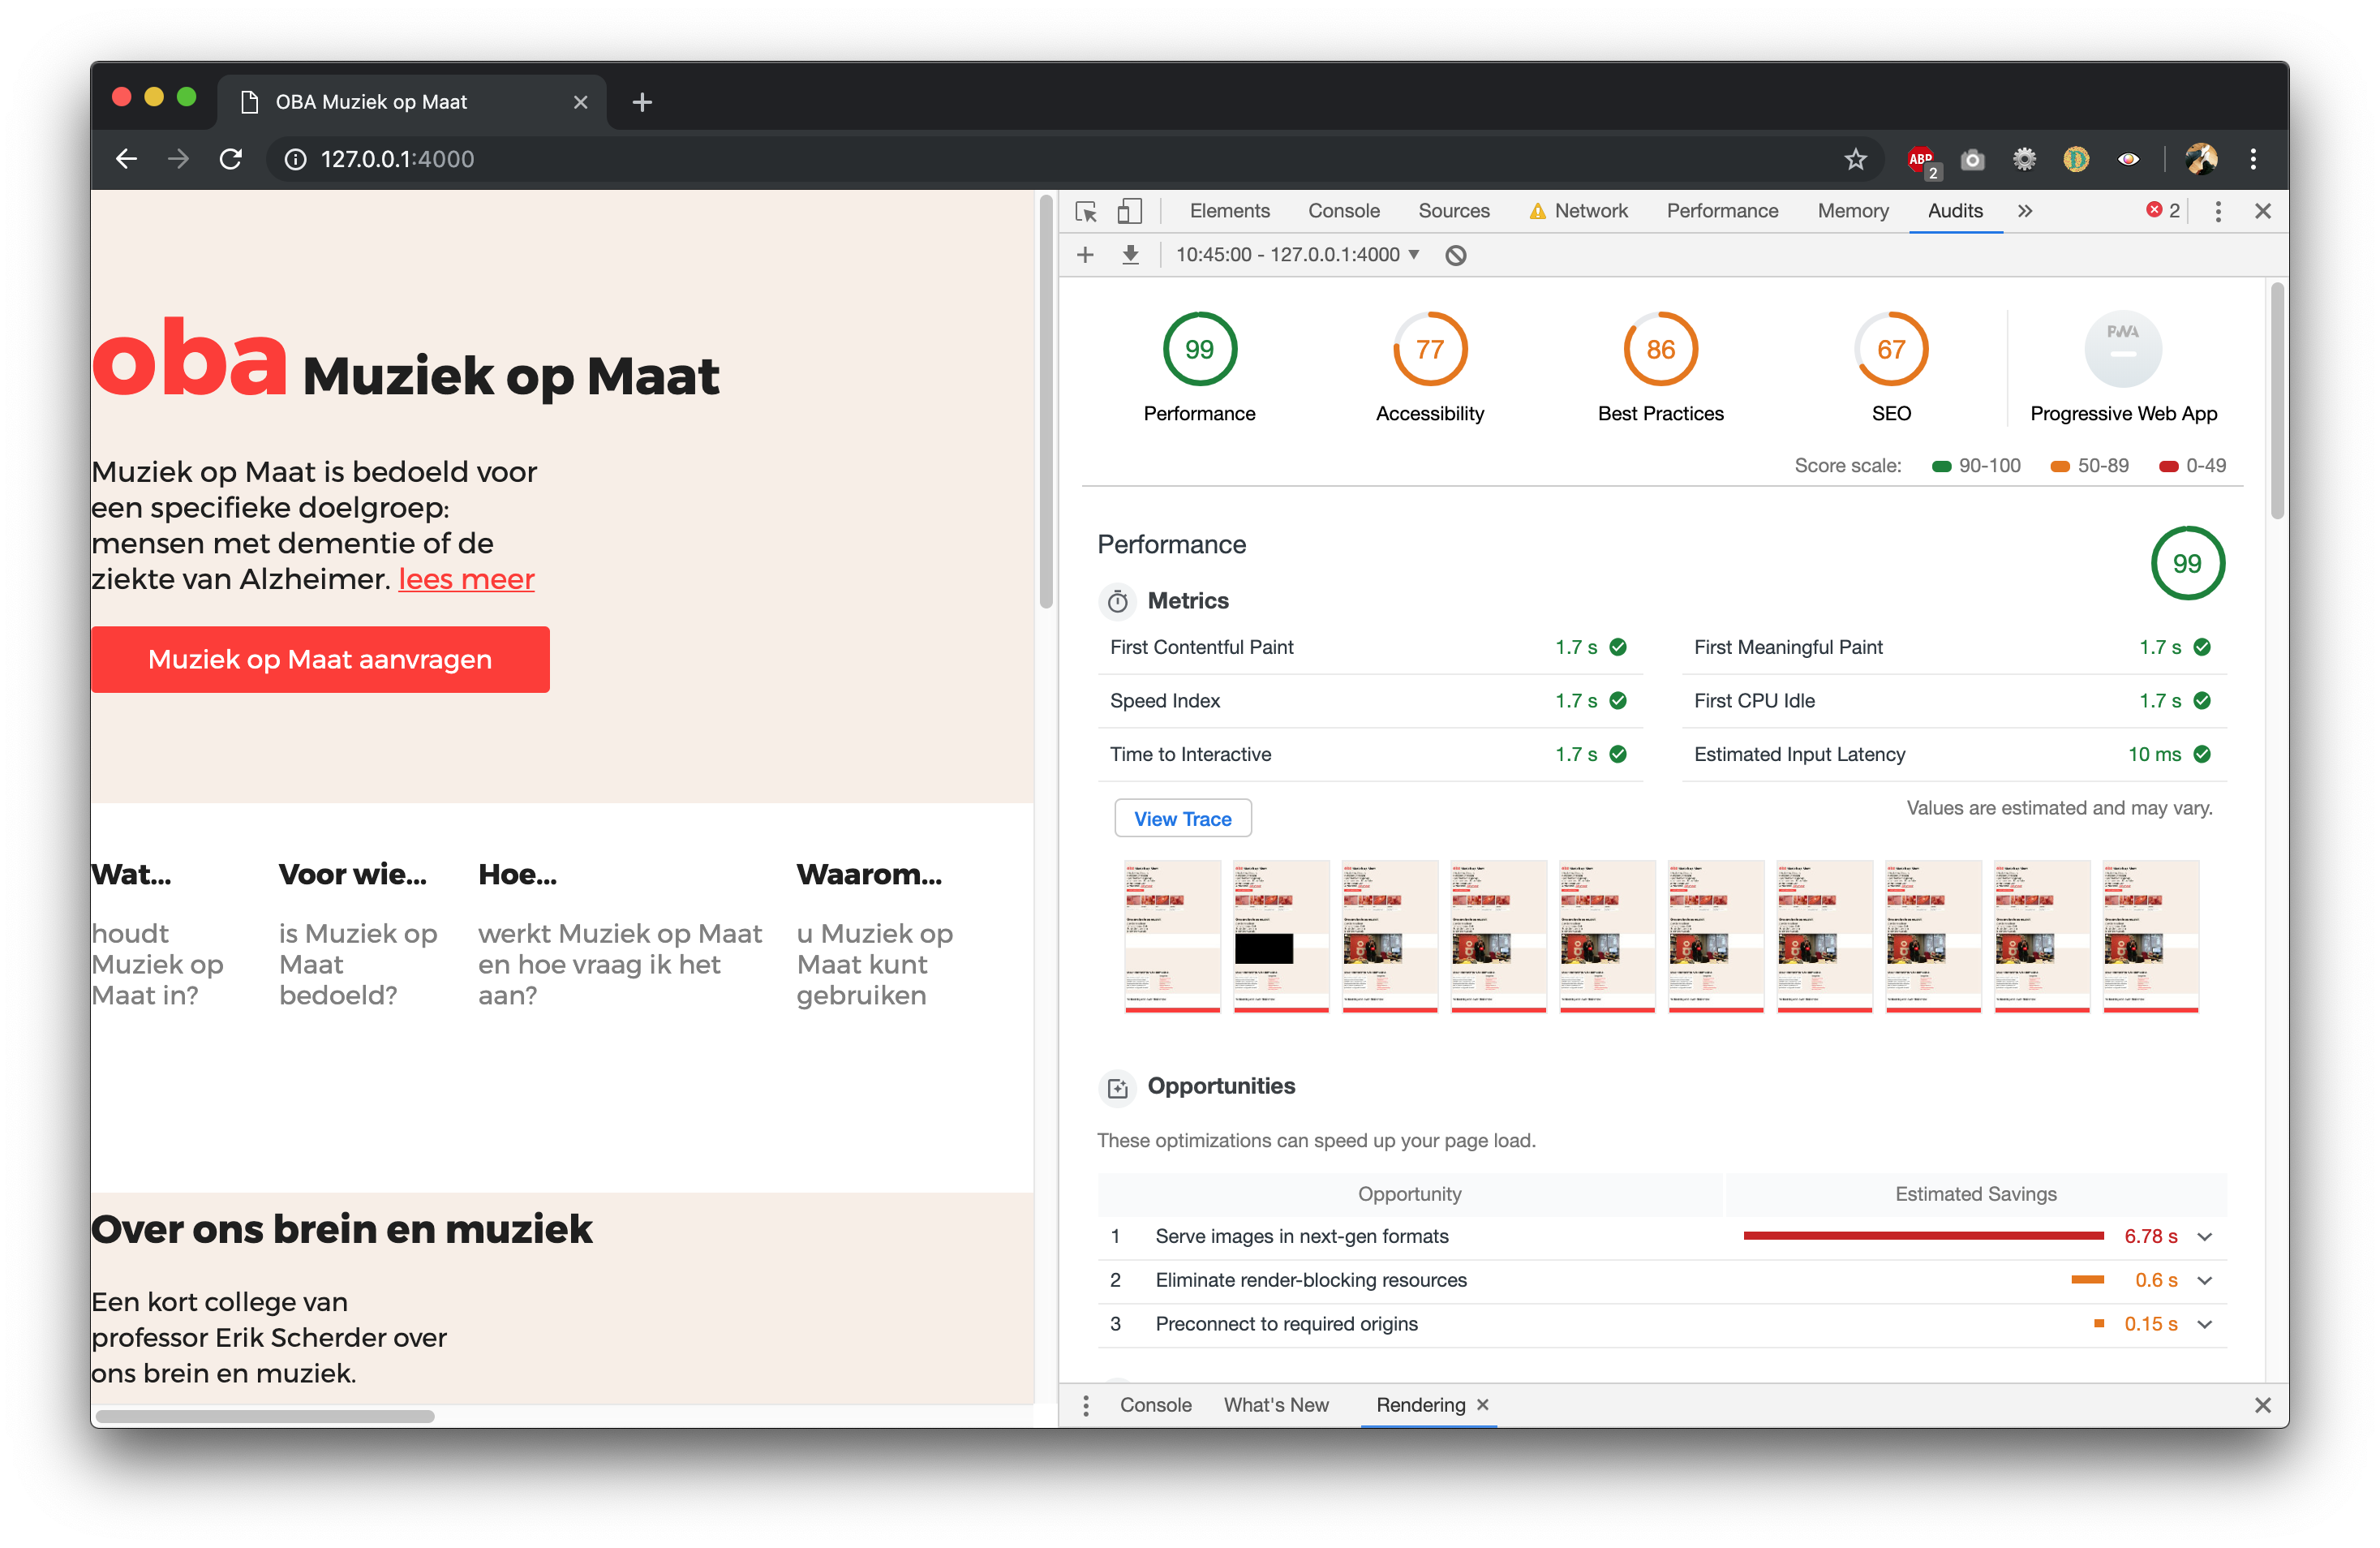 OBA Muziek op Maat
127.0.0.1:4000
ABP
2
oba Muziek op Maat
Muziek op Maat is bedoeld voor
een specifieke doelgroep:
mensen met dementie of de
ziekte van Alzheimer. lees meer
Muziek op Maat aanvragen
Wat...
houdt
Muziek op
Maat in?
Voor wie...
is Muziek op
Maat
bedoeld?
Hoe...
werkt Muziek op Maat
en hoe vraag ik het
aan?
Waarom...
u Muziek op
Maat kunt
gebruiken
Over ons brein en muziek
Een kort college van
professor Erik Scherder over
ons brein en muziek.
Elements Console Sources Network Performance Memory Audits 2
10:45:00 - 127.0.0.1:4000
99
Performance
77
Accessibility
86
Best Practices
67
SEO
PWA
Progressive Web App
Score scale: 90-100 50-89 0-49
Performance
99
Metrics
First Contentful Paint 1.7 s
First Meaningful Paint 1.7 s
Speed Index 1.7 s
First CPU Idle 1.7 s
Time to Interactive 1.7 s
Estimated Input Latency 10 ms
View Trace
Values are estimated and may vary.
Opportunities
These optimizations can speed up your page load.
Opportunity Estimated Savings
1 Serve images in next-gen formats 6.78 s
2 Eliminate render-blocking resources 0.6 s
3 Preconnect to required origins 0.15 s
Console What's New Rendering